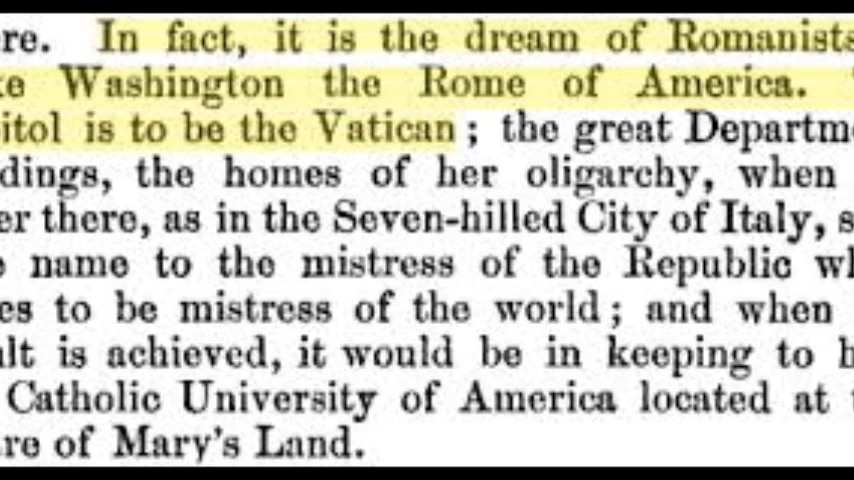 re. In fact, it is the dream of Romanists
ke Washington the Rome of America.
itol is to be the Vatican ; the great Departme
dings, the homes of her oligarchy, when
er there, as in the Seven-hilled City of Italy, s
e name to the mistress of the Republic wh
es to be mistress of the world ; and when
lt is achieved, it would be in keeping to h
Catholic University of America located at t
re of Mary's Land.